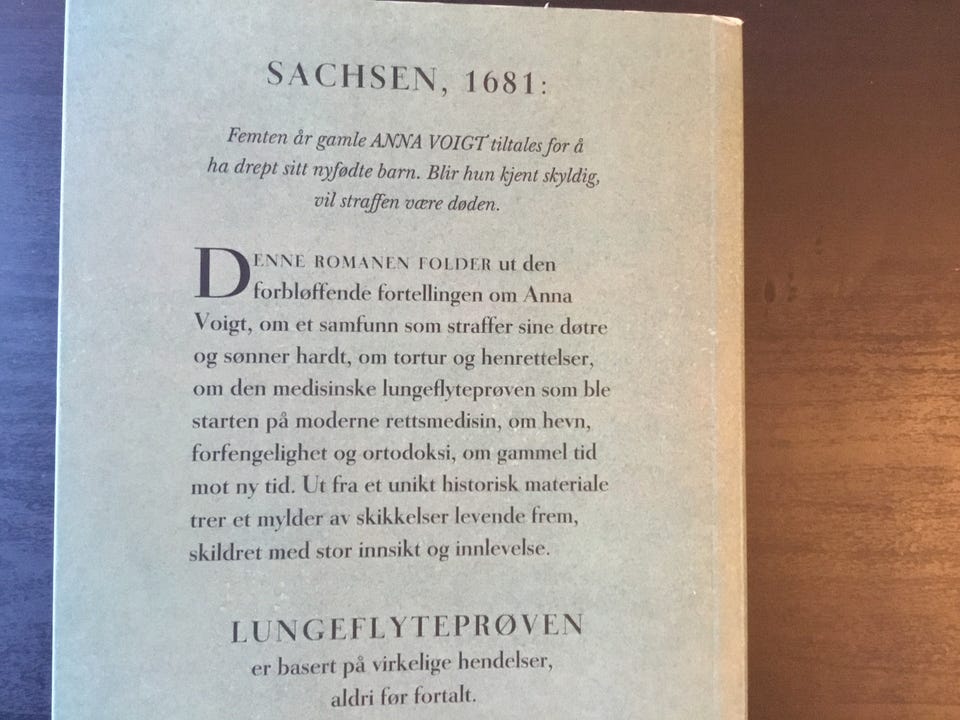 SACHSEN, 1681:
Femten år gamle ANNA VOIGT tiltales for å
ha drept sitt nyfødte barn. Blir hun kjent skyldig,
vil straffen være døden.
DENNE ROMANEN FOLDER ut den
forbløffende fortellingen om Anna
Voigt, om et samfunn som straffer sine døtre
og sønner hardt, om tortur og henrettelser,
om den medisinske lungeflyteprøven som ble
starten på moderne rettsmedisin, om hevn,
forfengelighet og ortodoksi, om gammel tid
mot ny tid. Ut fra et unikt historisk materiale
trer et mylder av skikkelser levende frem,
skildret med stor innsikt og innlevelse.
LUNGEFLYTEPRØVEN
er basert på virkelige hendelser,
aldri før fortalt.